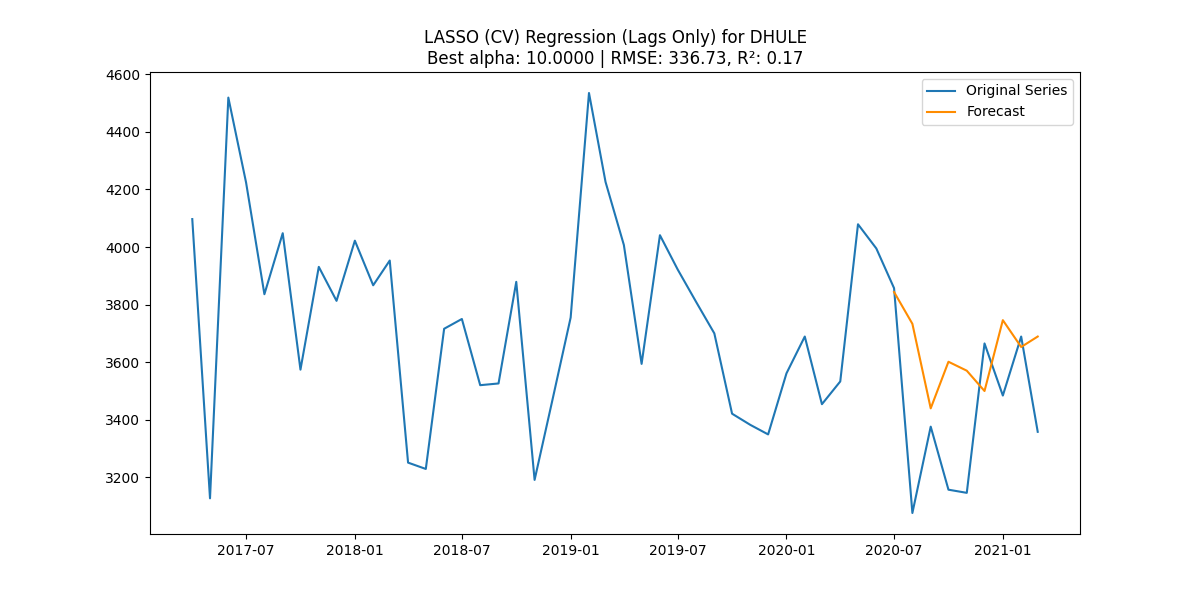 LASSO (CV) Regression (Lags Only) for DHULE
Best alpha: 10.0000 | RMSE: 336.73, R²: 0.17
Original Series
Forecast
4600
4400
4200
4000
3800
3600
3400
3200
2017-07 2018-01 2018-07 2019-01 2019-07 2020-01 2020-07 2021-01